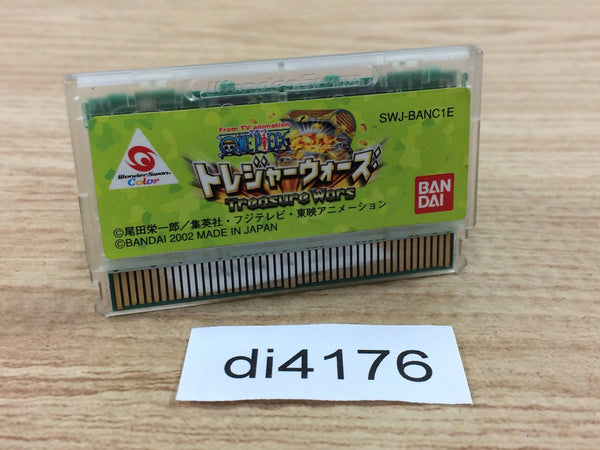 SWJ-BANC1E
From TV animation
ONE PIECE
トレジャーウォーズ
Treasure Wars
WonderSwan
Color
BAN
DAI
©尾田栄一郎／集英社・フジテレビ・東映アニメーション
©BANDAI 2002 MADE IN JAPAN
di4176